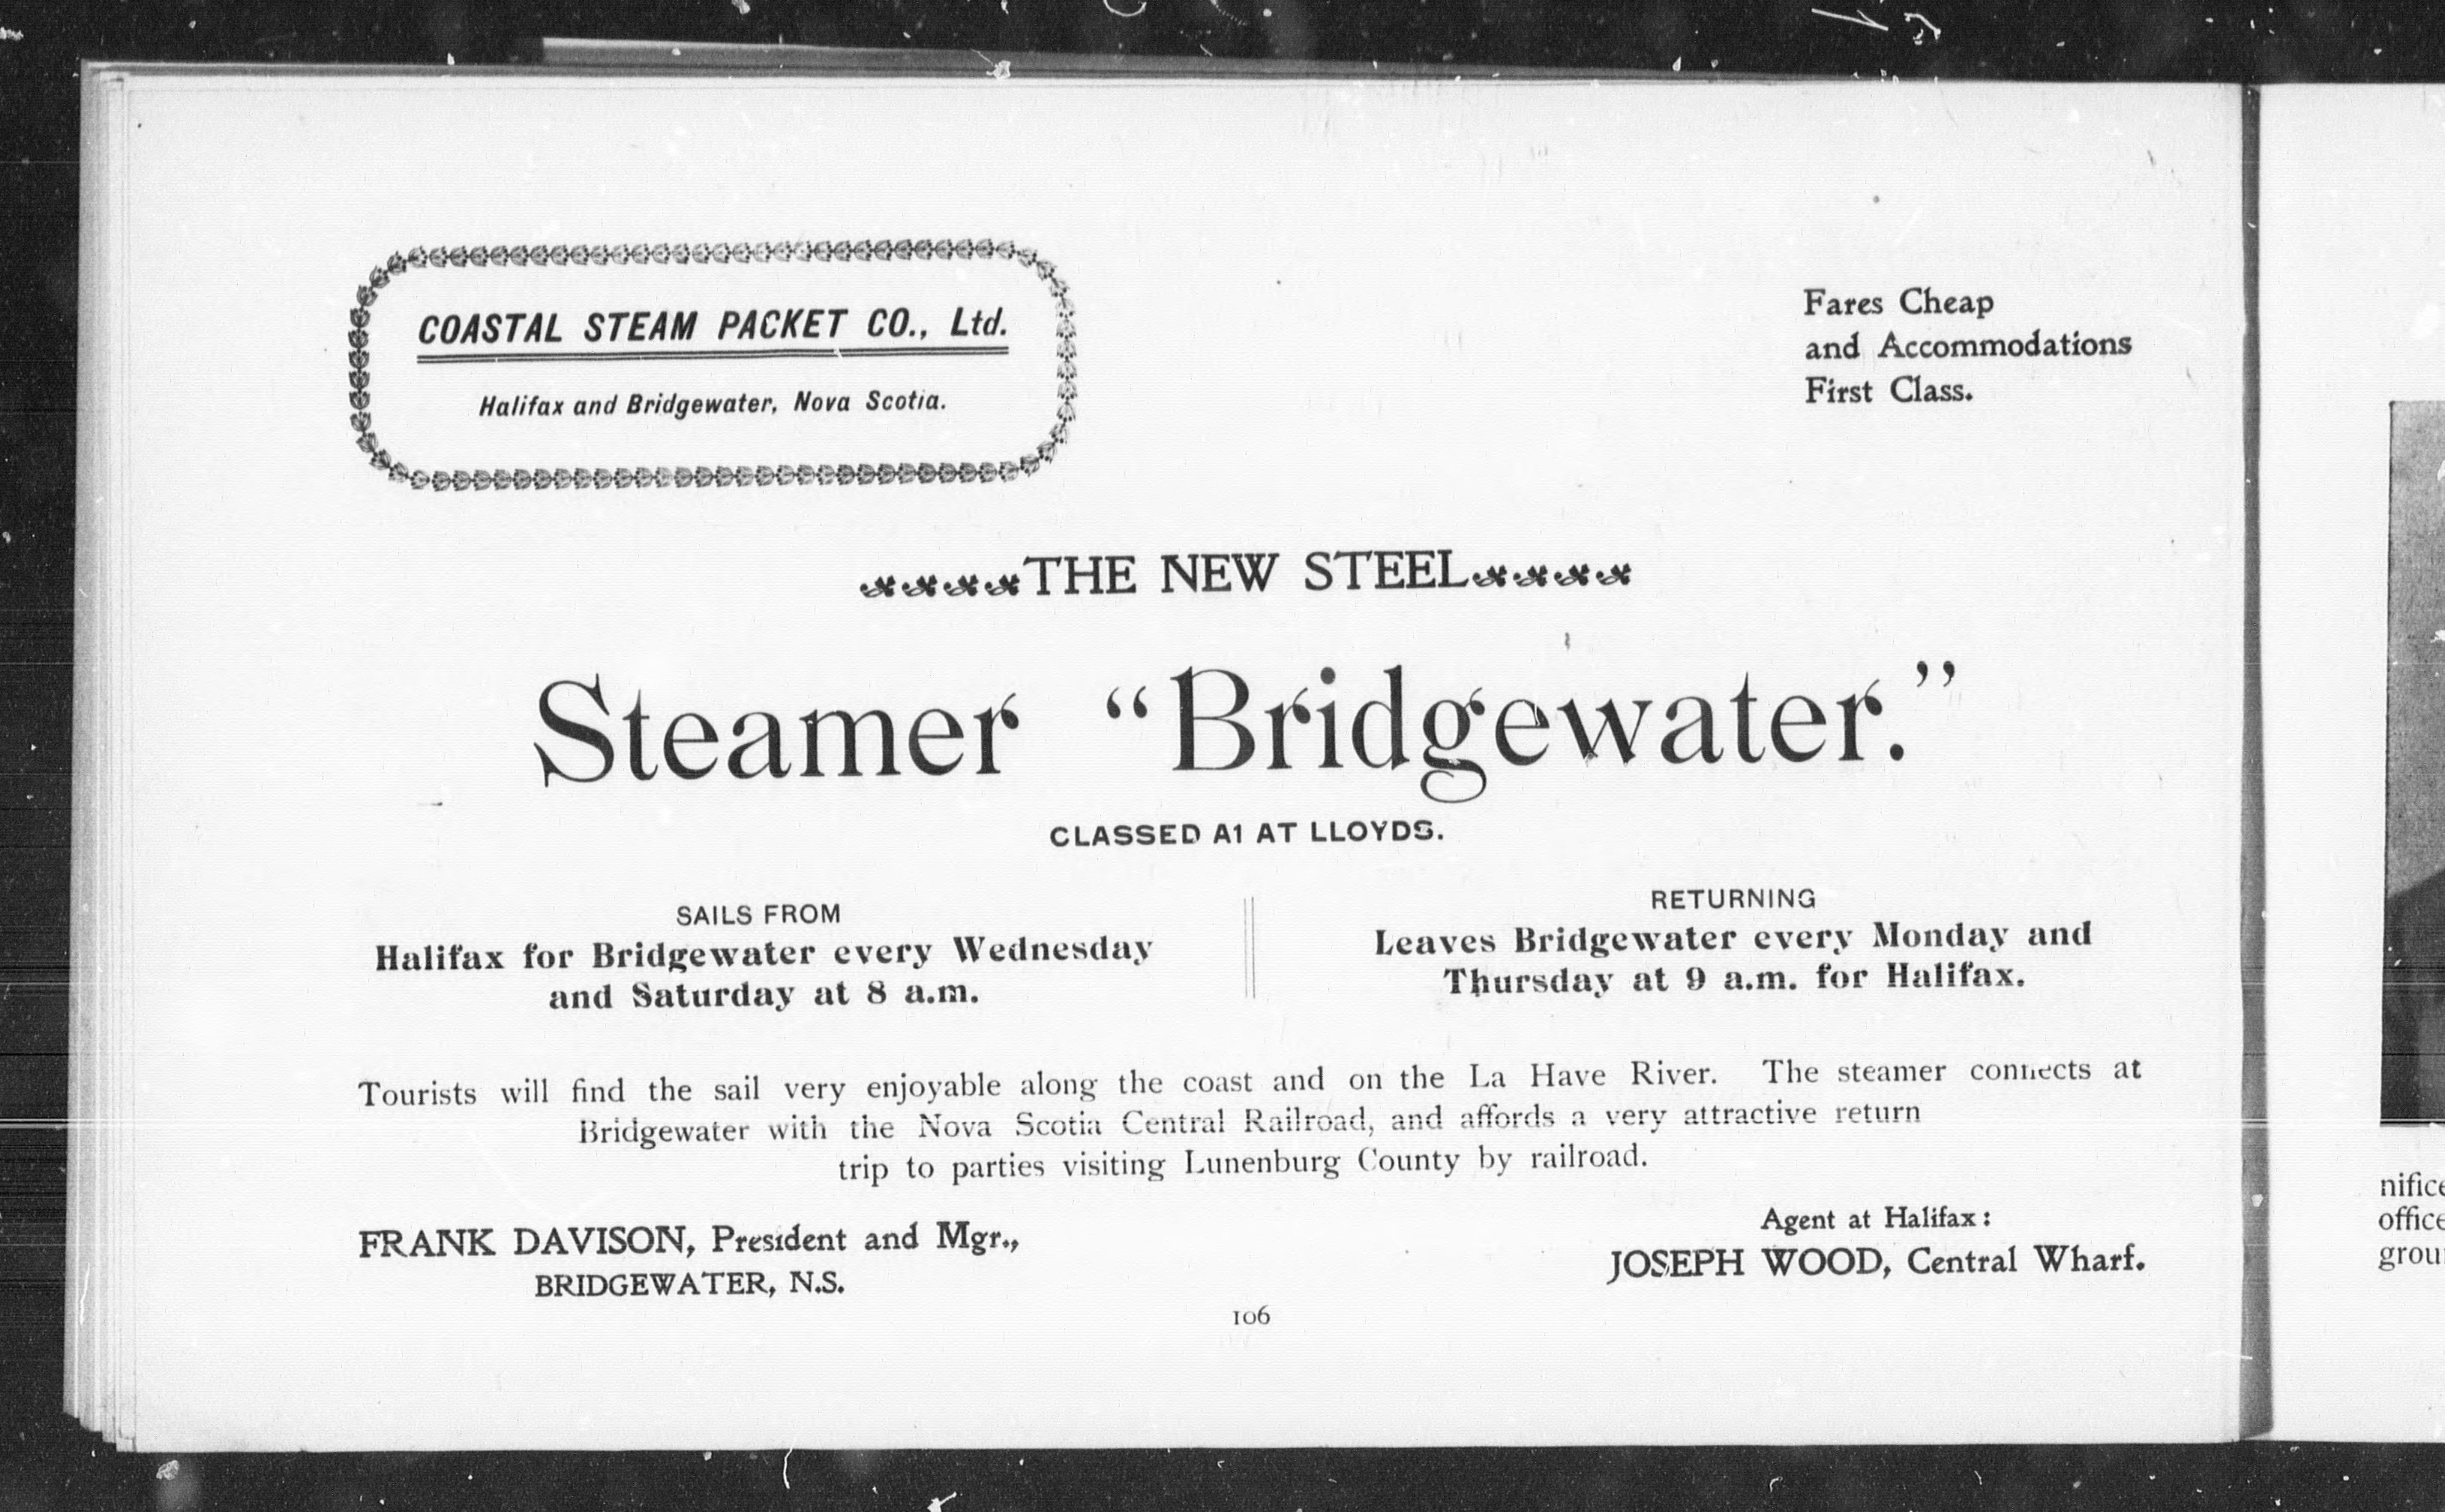 COASTAL STEAM PACKET CO., Ltd.
Halifax and Bridgewater, Nova Scotia.
Fares Cheap
and Accommodations
First Class.
THE NEW STEEL
Steamer “Bridgewater.”
CLASSED A1 AT LLOYDS.
SAILS FROM
Halifax for Bridgewater every Wednesday
and Saturday at 8 a.m.
RETURNING
Leaves Bridgewater every Monday and
Thursday at 9 a.m. for Halifax.
Tourists will find the sail very enjoyable along the coast and on the La Have River. The steamer connects at
Bridgewater with the Nova Scotia Central Railroad, and affords a very attractive return
trip to parties visiting Lunenburg County by railroad.
FRANK DAVISON, President and Mgr.,
BRIDGEWATER, N.S.
Agent at Halifax:
JOSEPH WOOD, Central Wharf.
106